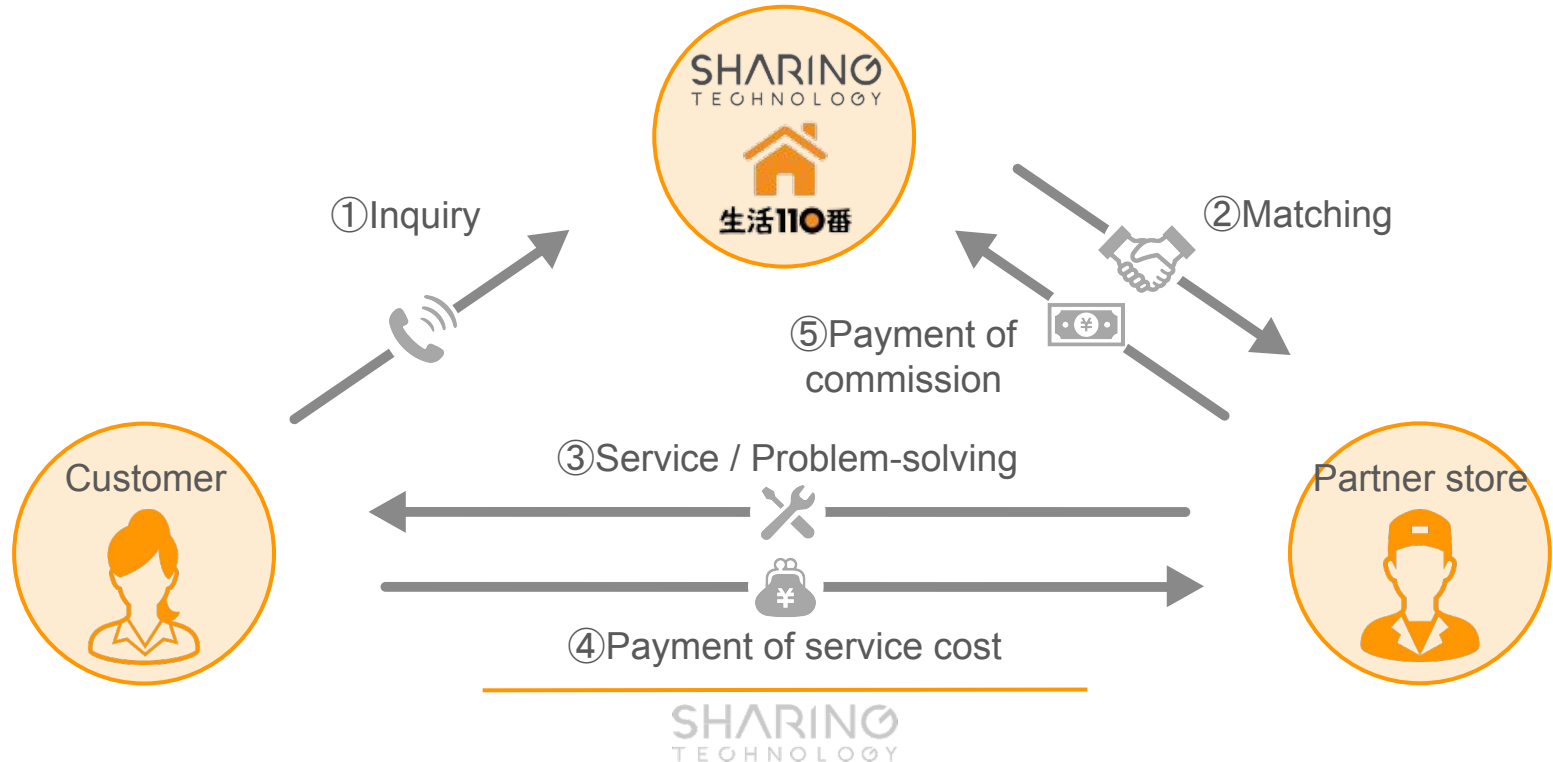 SHARING
TECHNOLOGY
生活110番
①Inquiry
②Matching
⑤Payment of
commission
③Service / Problem-solving
Customer
Partner store
¥
¥
④Payment of service cost
SHARING
TECHNOLOGY